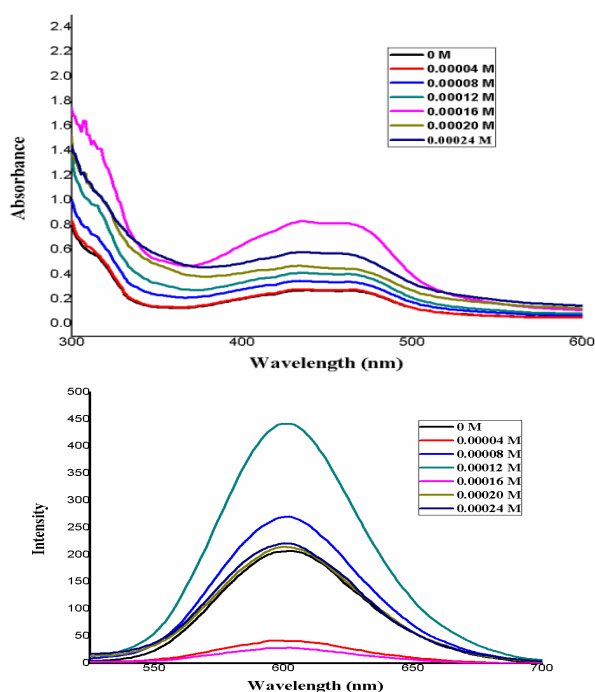 2.4
2.2
2.0
1.8
1.6
1.4
1.2
1.0
0.8
0.6
0.4
0.2
0.0
Absorbance
0 M
0.00004 M
0.00008 M
0.00012 M
0.00016 M
0.00020 M
0.00024 M
300 400 500 600
Wavelength (nm)
500
450
400
350
300
250
200
150
100
50
0
Intensity
0 M
0.00004 M
0.00008 M
0.00012 M
0.00016 M
0.00020 M
0.00024 M
550 600 650 700
Wavelength (nm)